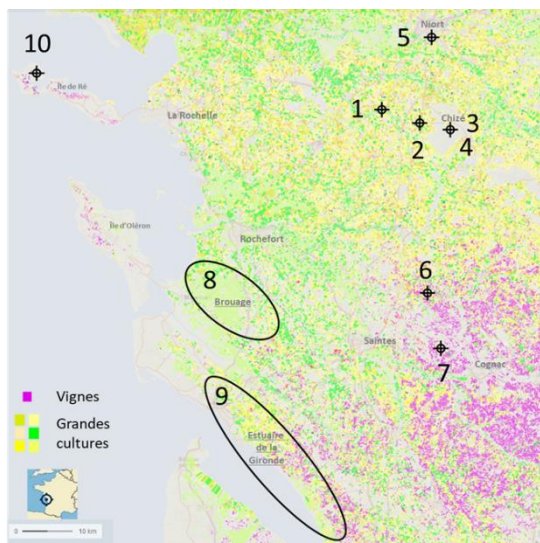 10
Île de Ré
La Rochelle
Niort
5
1
2
Chizé
3
4
Île d'Oléron
Rochefort
8
Brouage
6
Saintes
7
Cognac
9
Estuaire
de la
Gironde
Vignes
Grandes
cultures
0 10 km